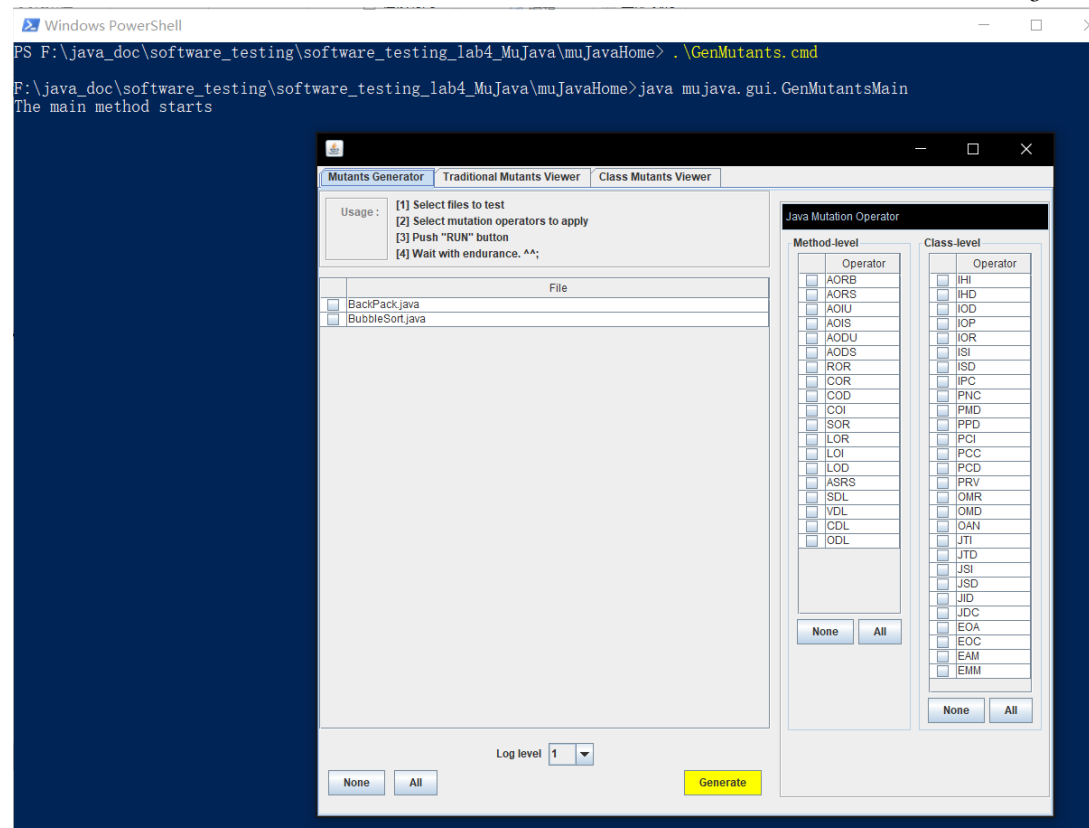 Windows PowerShell
PS F:\java_doc\software_testing\software_testing_lab4_MuJava\muJavaHome> .\GenMutants.cmd
F:\java_doc\software_testing\software_testing_lab4_MuJava\muJavaHome>java mujava.gui.GenMutantsMain
The main method starts
Mutants Generator Traditional Mutants Viewer Class Mutants Viewer
Usage :
[1] Select files to test
[2] Select mutation operators to apply
[3] Push "RUN" button
[4] Wait with endurance. ^^;
File
BackPack.java
BubbleSort.java
Log level 1
None All Generate
Java Mutation Operator
Method-level
Operator
AORB
AORS
AOIU
AOIS
AODU
AODS
ROR
COR
COD
COI
SOR
LOR
LOI
LOD
ASRS
SDL
VDL
CDL
ODL
None All
Class-level
Operator
IHI
IHD
IOD
IOP
IOR
ISI
ISD
IPC
PNC
PMD
PPD
PCI
PCC
PCD
PRV
OMR
OMD
OAN
JTI
JTD
JSI
JSD
JID
JDC
EOA
EOC
EAM
EMM
None All